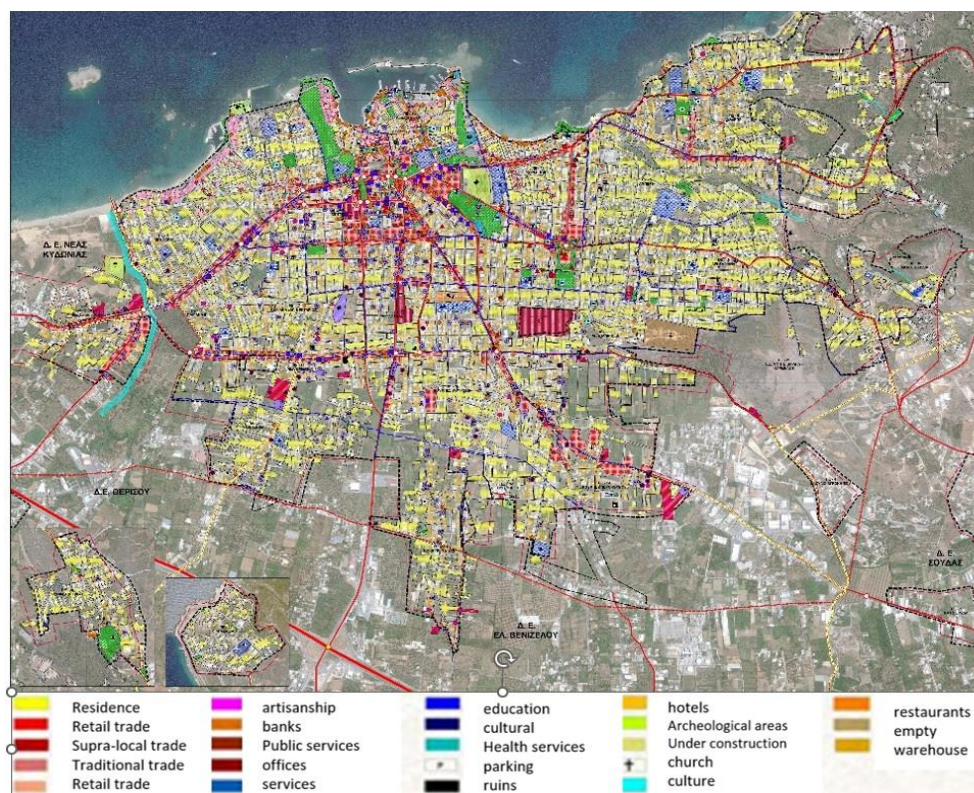 Δ. Ε. ΝΕΑΣ
ΚΥΔΩΝΙΑΣ
Δ.Ε. ΘΕΡΙΣΟΥ
Δ. Ε.
ΣΟΥΔΑΣ
Δ. Ε.
ΕΛ. ΒΕΝΙΖΕΛΟΥ
Residence
Retail trade
Supra-local trade
Traditional trade
Retail trade
artisanship
banks
Public services
offices
services
education
cultural
Health services
parking
ruins
hotels
Archeological areas
Under construction
church
culture
restaurants
empty
warehouse